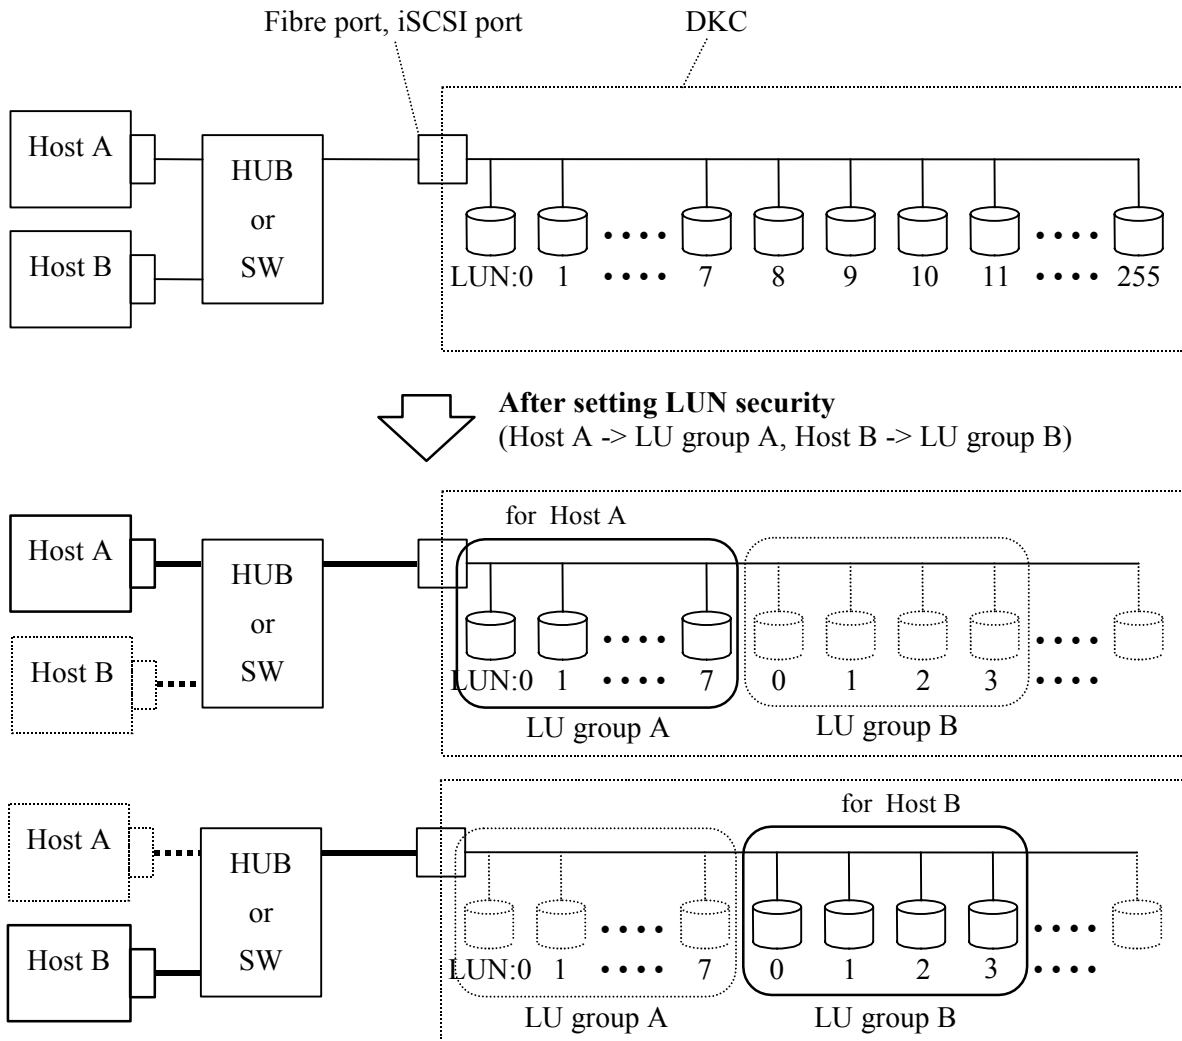 Fibre port, iSCSI port
DKC
Host A
HUB
or
SW
Host B
LUN:0 1 •••• 7 8 9 10 11 •••• 255
After setting LUN security
(Host A -> LU group A, Host B -> LU group B)
for Host A
Host A
HUB
or
SW
Host B
LUN:0 1 •••• 7 0 1 2 3 ••••
LU group A LU group B
for Host B
Host A
HUB
or
SW
Host B
LUN:0 1 •••• 7 0 1 2 3 ••••
LU group A LU group B